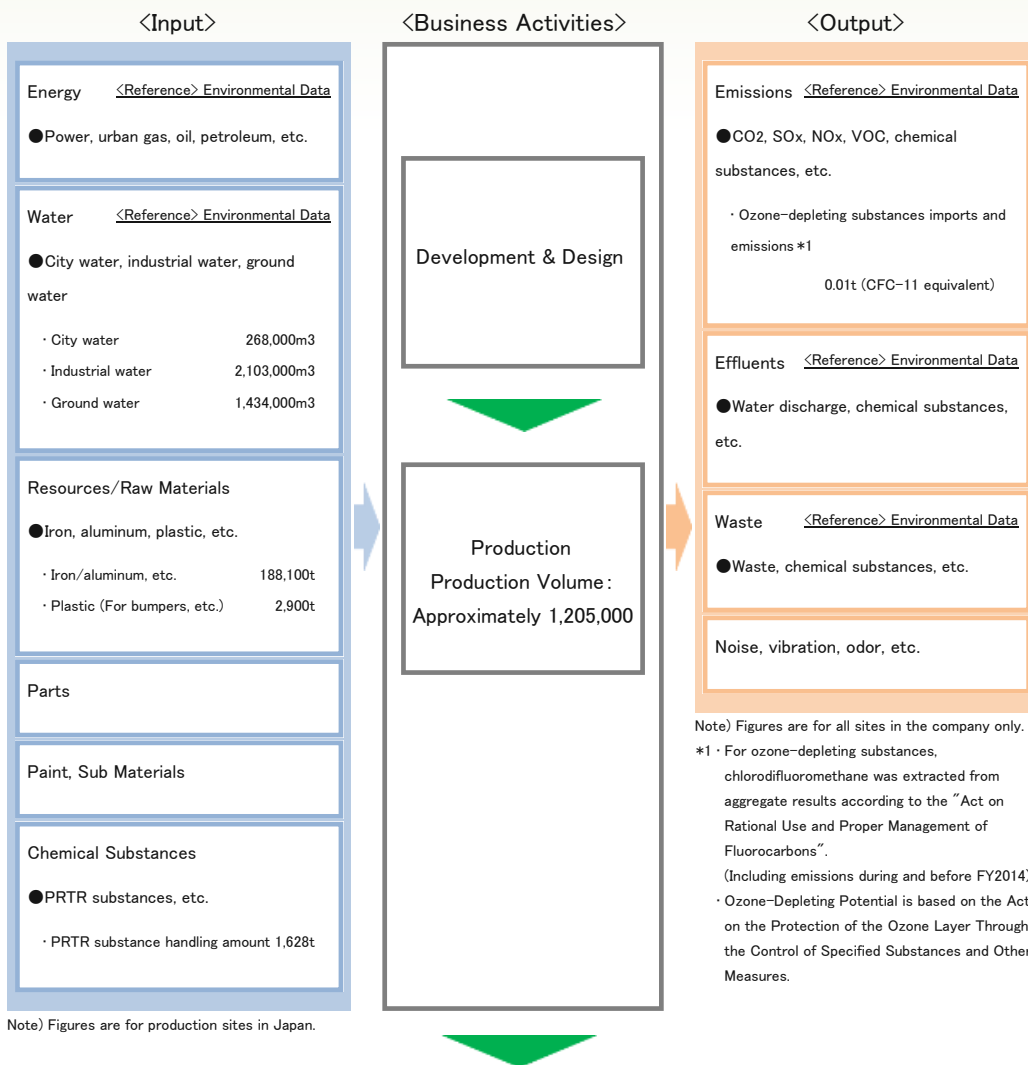 <Input>
Energy <Reference> Environmental Data
●Power, urban gas, oil, petroleum, etc.
Water <Reference> Environmental Data
●City water, industrial water, ground
water
・City water 268,000m3
・Industrial water 2,103,000m3
・Ground water 1,434,000m3
Resources/Raw Materials
●Iron, aluminum, plastic, etc.
・Iron/aluminum, etc. 188,100t
・Plastic (For bumpers, etc.) 2,900t
Parts
Paint, Sub Materials
Chemical Substances
●PRTR substances, etc.
・PRTR substance handling amount 1,628t
Note) Figures are for production sites in Japan.
<Business Activities>
Development & Design
Production
Production Volume:
Approximately 1,205,000
<Output>
Emissions <Reference> Environmental Data
●CO2, SOx, NOx, VOC, chemical
substances, etc.
・Ozone-depleting substances imports and
emissions *1
0.01t (CFC-11 equivalent)
Effluents <Reference> Environmental Data
●Water discharge, chemical substances,
etc.
Waste <Reference> Environmental Data
●Waste, chemical substances, etc.
Noise, vibration, odor, etc.
Note) Figures are for all sites in the company only.
*1・For ozone-depleting substances,
chlorodifluoromethane was extracted from
aggregate results according to the "Act on
Rational Use and Proper Management of
Fluorocarbons".
(Including emissions during and before FY2014)
・Ozone-Depleting Potential is based on the Act
on the Protection of the Ozone Layer Through
the Control of Specified Substances and Other
Measures.